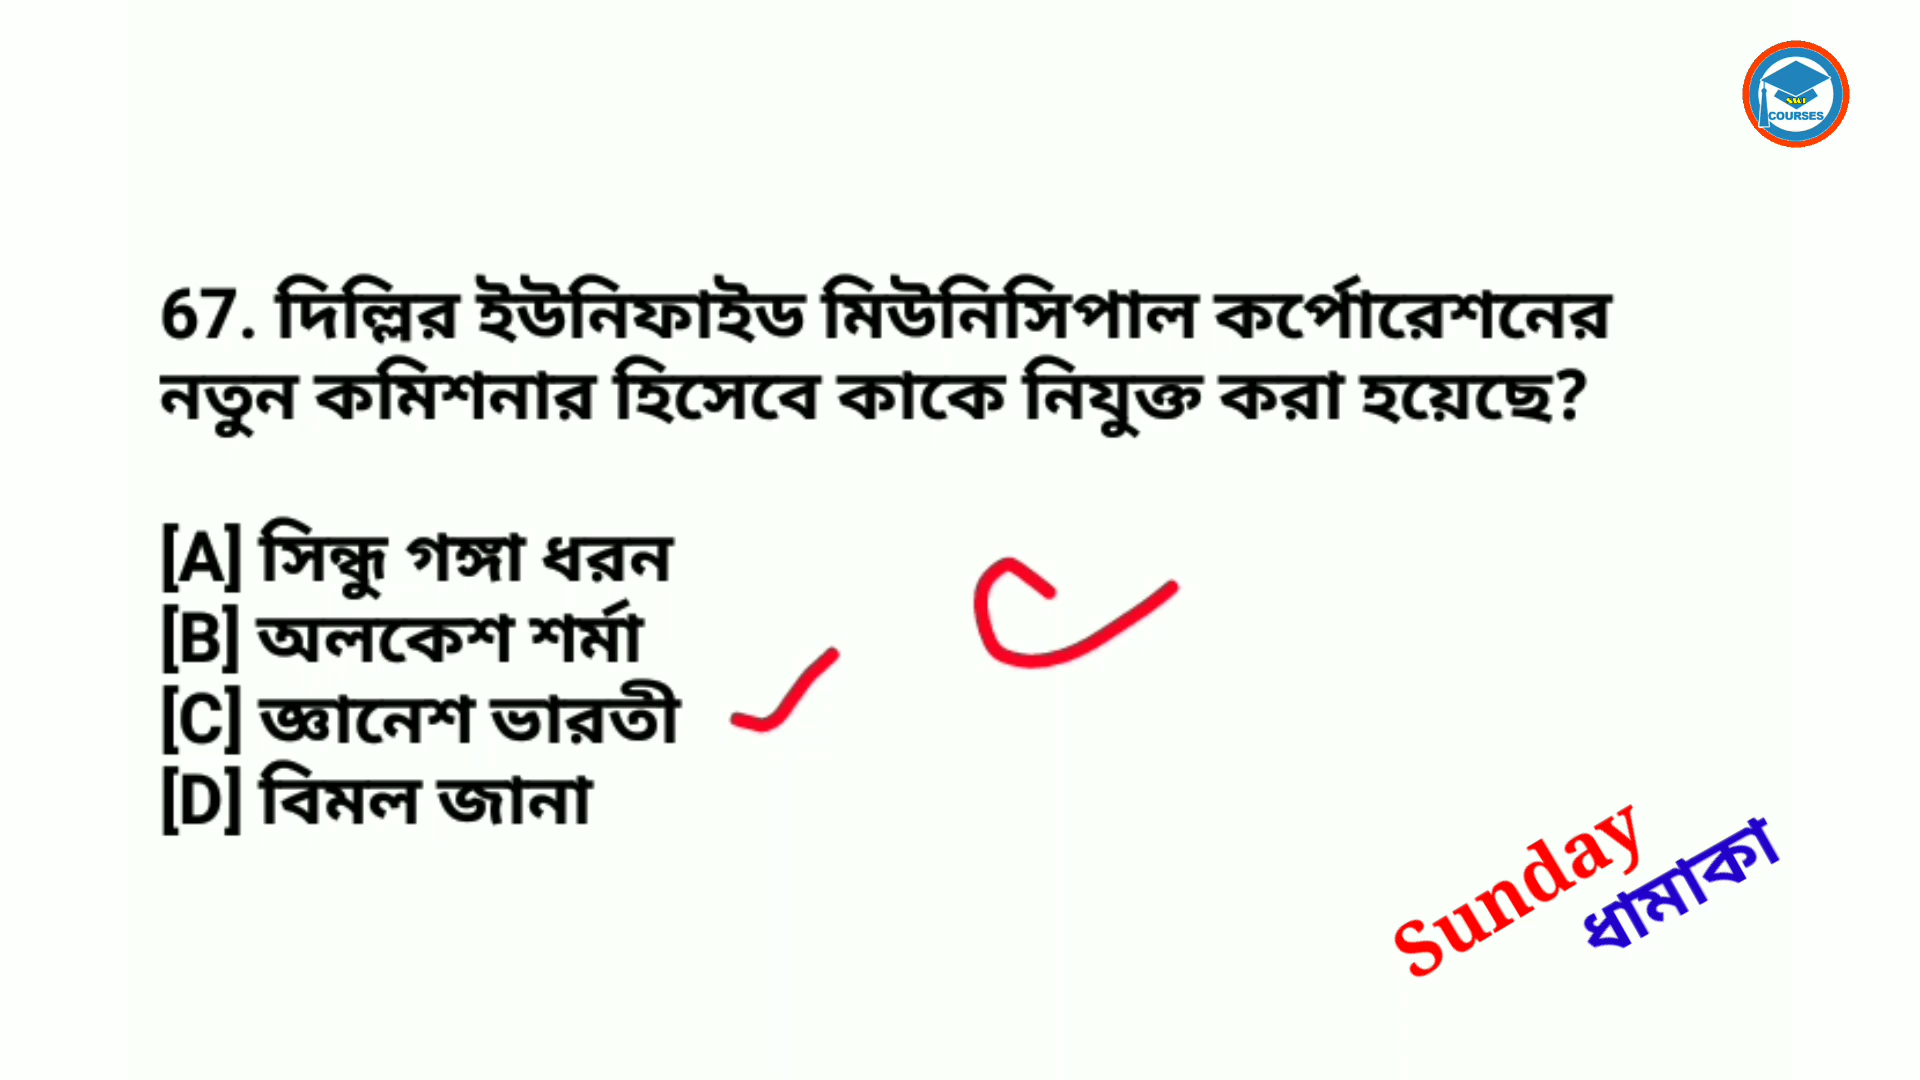 SWI
COURSES
67. দিল্লির ইউনিফাইড মিউনিসিপাল কর্পোরেশনের
নতুন কমিশনার হিসেবে কাকে নিযুক্ত করা হয়েছে?
[A] সিন্ধু গঙ্গা ধরন
[B] অলকেশ শর্মা
[C] জ্ঞানেশ ভারতী
[D] বিমল জানা
Sunday
ধামাকা